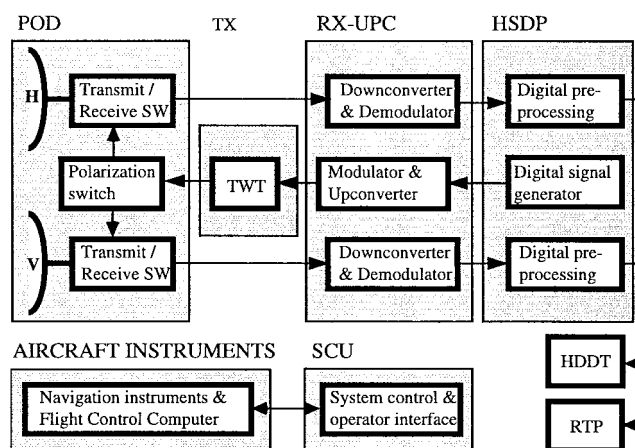 POD TX RX-UPC HSDP
H
Transmit /
Receive SW
Downconverter
& Demodulator
Digital pre-
processing
Polarization
switch
TWT
Modulator &
Upconverter
Digital signal
generator
V
Transmit /
Receive SW
Downconverter
& Demodulator
Digital pre-
processing
AIRCRAFT INSTRUMENTS SCU
Navigation instruments &
Flight Control Computer
System control &
operator interface
HDDT
RTP